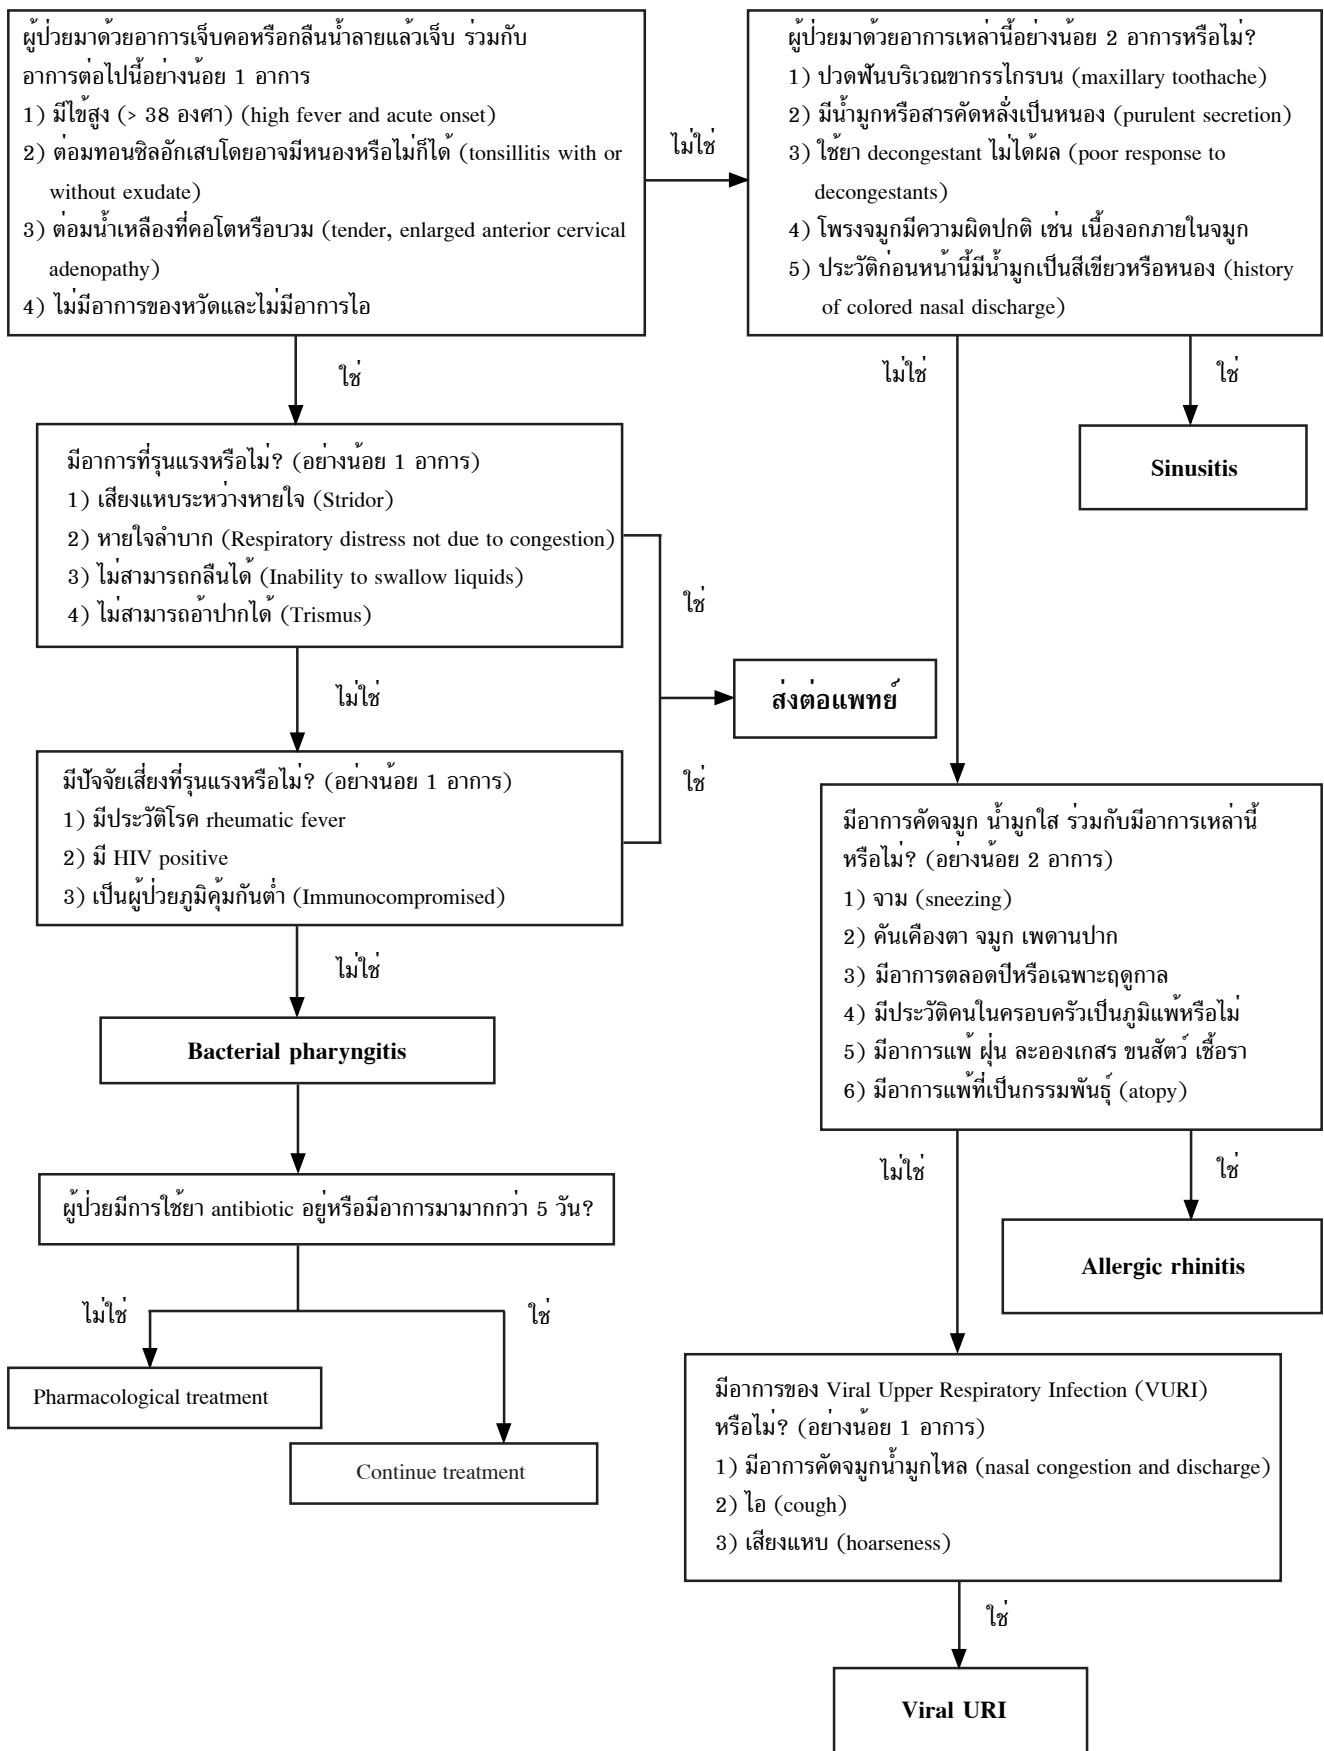 ผู้ป่วยมาด้วยอาการเจ็บคอหรือกลืนน้ำลายแล้วเจ็บ ร่วมกับ
อาการต่อไปนี้อย่างน้อย 1 อาการ
1) มีไข้สูง (> 38 องศา) (high fever and acute onset)
2) ต่อมทอนซิลอักเสบโดยอาจมีหนองหรือไม่ก็ได้ (tonsillitis with or
without exudate)
3) ต่อมน้ำเหลืองที่คอโตหรือบวม (tender, enlarged anterior cervical
adenopathy)
4) ไม่มีอาการของหวัดและไม่มีอาการไอ
ไม่ใช่
ผู้ป่วยมาด้วยอาการเหล่านี้อย่างน้อย 2 อาการหรือไม่?
1) ปวดฟันบริเวณขากรรไกรบน (maxillary toothache)
2) มีน้ำมูกหรือสารคัดหลั่งเป็นหนอง (purulent secretion)
3) ใช้ยา decongestant ไม่ได้ผล (poor response to
decongestants)
4) โพรงจมูกมีความผิดปกติ เช่น เนื้องอกภายในจมูก
5) ประวัติก่อนหน้านี้มีน้ำมูกเป็นสีเขียวหรือหนอง (history
of colored nasal discharge)
ใช่
ไม่ใช่
ใช่
Sinusitis
มีอาการที่รุนแรงหรือไม่? (อย่างน้อย 1 อาการ)
1) เสียงแหบระหว่างหายใจ (Stridor)
2) หายใจลำบาก (Respiratory distress not due to congestion)
3) ไม่สามารถกลืนได้ (Inability to swallow liquids)
4) ไม่สามารถอ้าปากได้ (Trismus)
ใช่
ไม่ใช่
ส่งต่อแพทย์
มีปัจจัยเสี่ยงที่รุนแรงหรือไม่? (อย่างน้อย 1 อาการ)
1) มีประวัติโรค rheumatic fever
2) มี HIV positive
3) เป็นผู้ป่วยภูมิคุ้มกันต่ำ (Immunocompromised)
ใช่
ไม่ใช่
มีอาการคัดจมูก น้ำมูกใส ร่วมกับมีอาการเหล่านี้
หรือไม่? (อย่างน้อย 2 อาการ)
1) จาม (sneezing)
2) คันเคืองตา จมูก เพดานปาก
3) มีอาการตลอดปีหรือเฉพาะฤดูกาล
4) มีประวัติคนในครอบครัวเป็นภูมิแพ้หรือไม่
5) มีอาการแพ้ ฝุ่น ละอองเกสร ขนสัตว์ เชื้อรา
6) มีอาการแพ้ที่เป็นกรรมพันธุ์ (atopy)
Bacterial pharyngitis
ไม่ใช่
ใช่
ผู้ป่วยมีการใช้ยา antibiotic อยู่หรือมีอาการมามากกว่า 5 วัน?
Allergic rhinitis
ไม่ใช่
ใช่
Pharmacological treatment
Continue treatment
มีอาการของ Viral Upper Respiratory Infection (VURI)
หรือไม่? (อย่างน้อย 1 อาการ)
1) มีอาการคัดจมูกน้ำมูกไหล (nasal congestion and discharge)
2) ไอ (cough)
3) เสียงแหบ (hoarseness)
ใช่
Viral URI